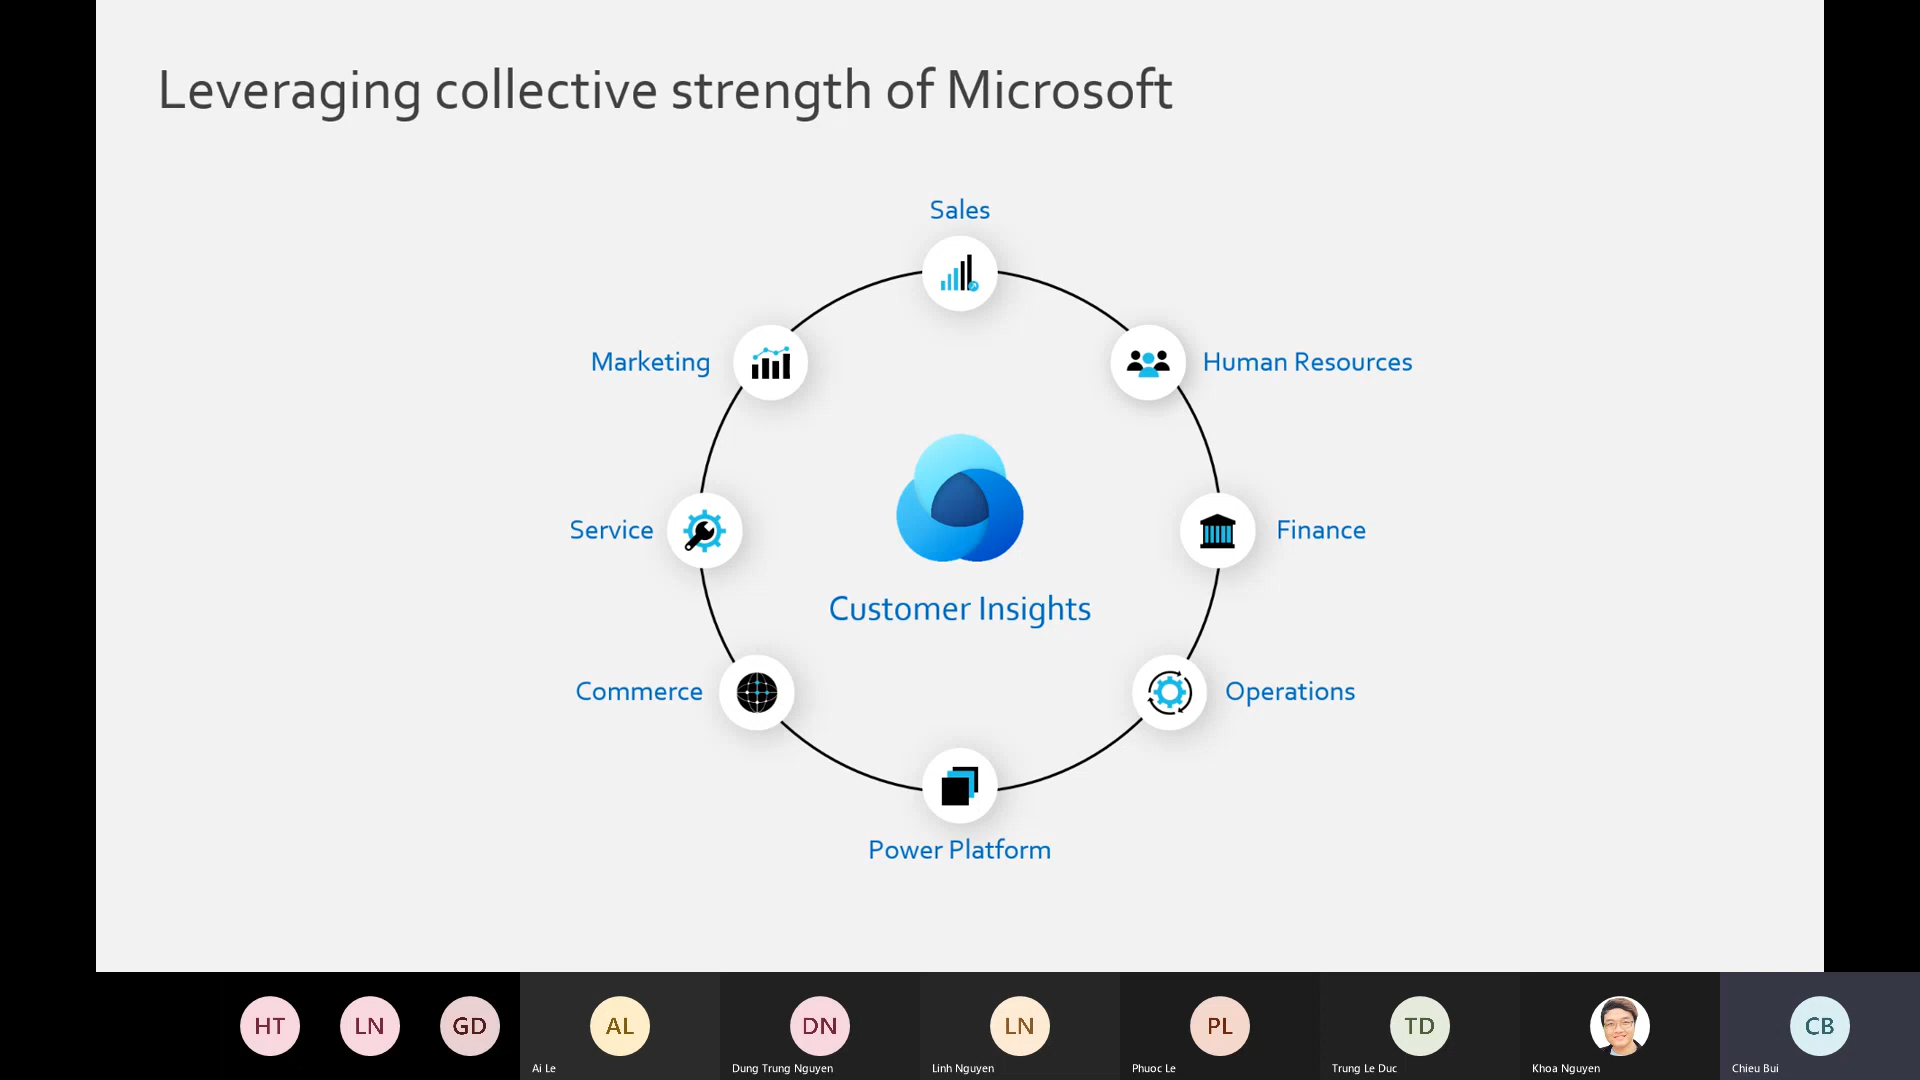 Leveraging collective strength of Microsoft
Sales
Marketing
Human Resources
Service
Finance
Customer Insights
Commerce
Operations
Power Platform
HT
LN
GD
AL
DN
LN
PL
TD
CB
Ai Le
Dung Trung Nguyen
Linh Nguyen
Phuoc Le
Trung Le Duc
Khoa Nguyen
Chieu Bui